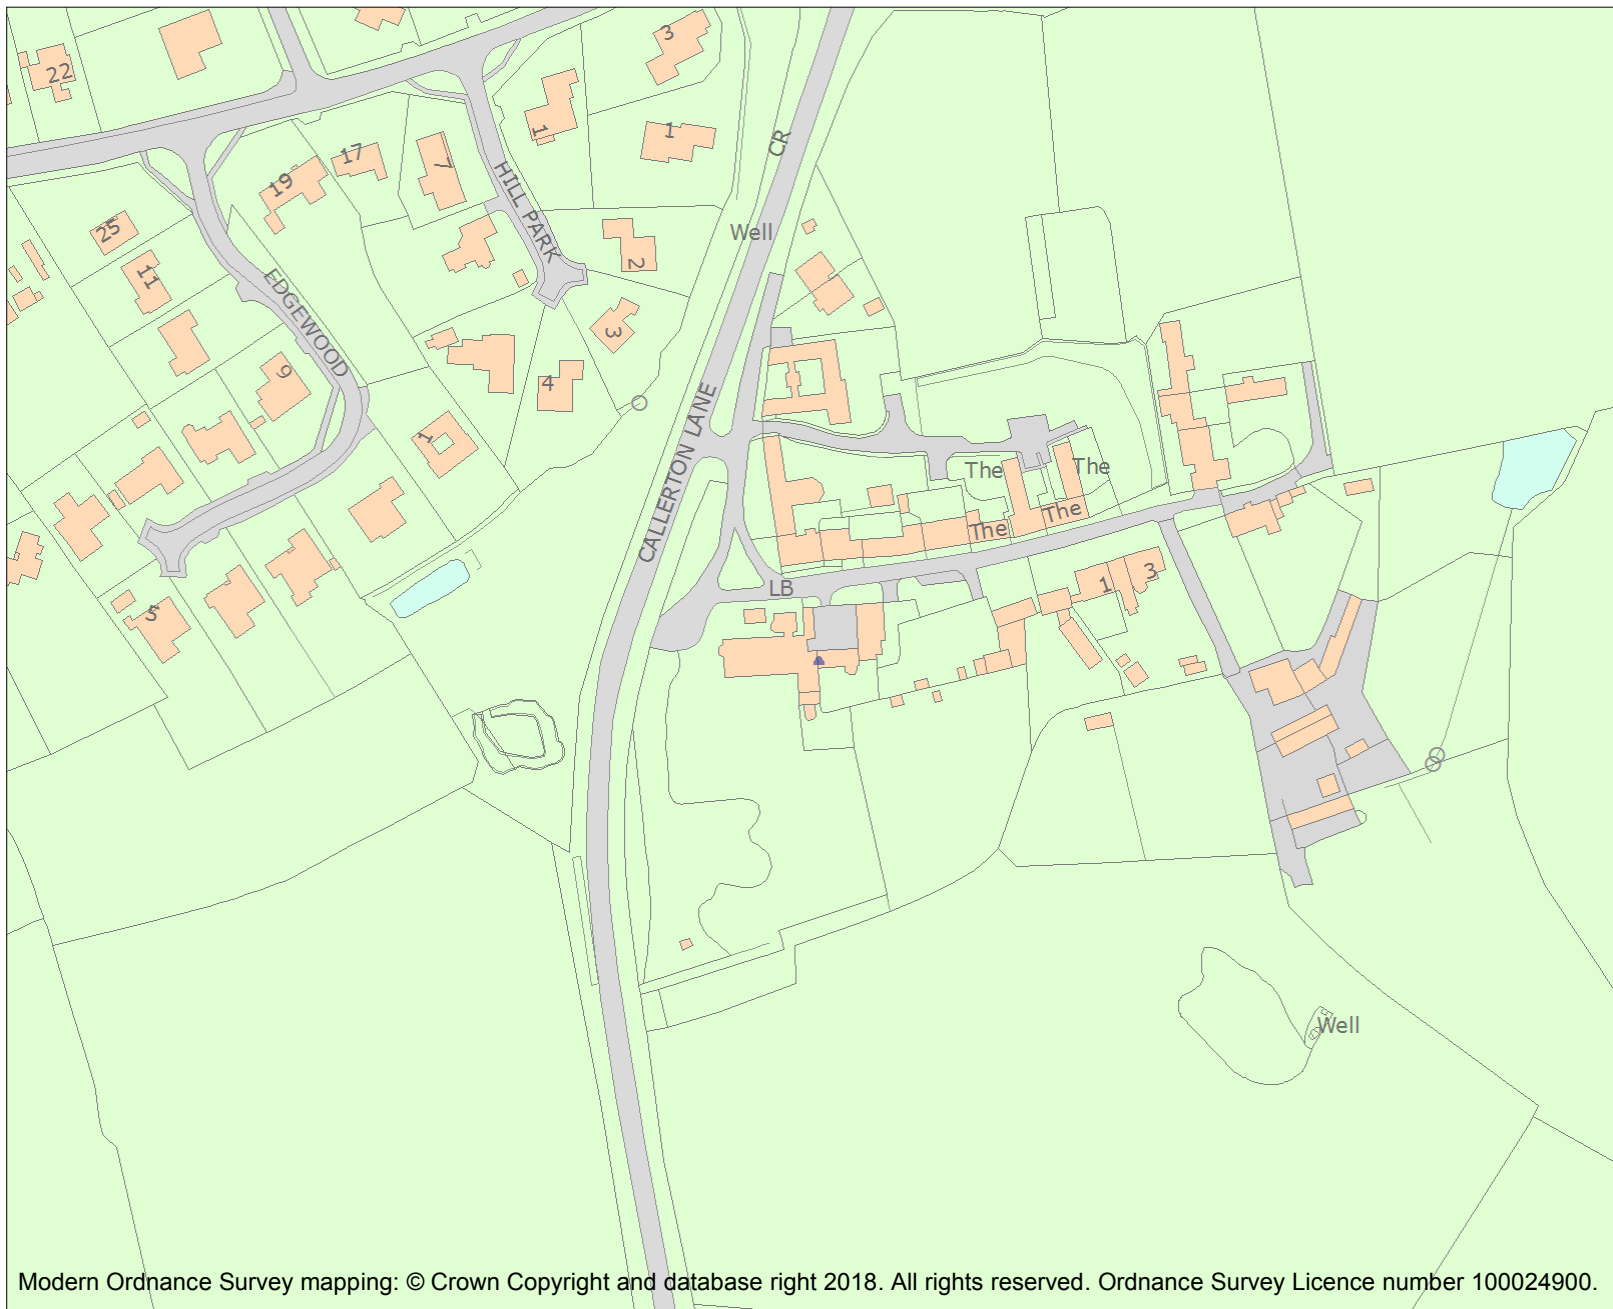 3
22
1
1
CR
17
7
19
HILL PARK
25
Well
2
11
EDGEWOOD
3
9
4
CALLERTON LANE
1
The
The
The
The
LB
1
3
5
Well
Modern Ordnance Survey mapping: © Crown Copyright and database right 2018. All rights reserved. Ordnance Survey Licence number 100024900.